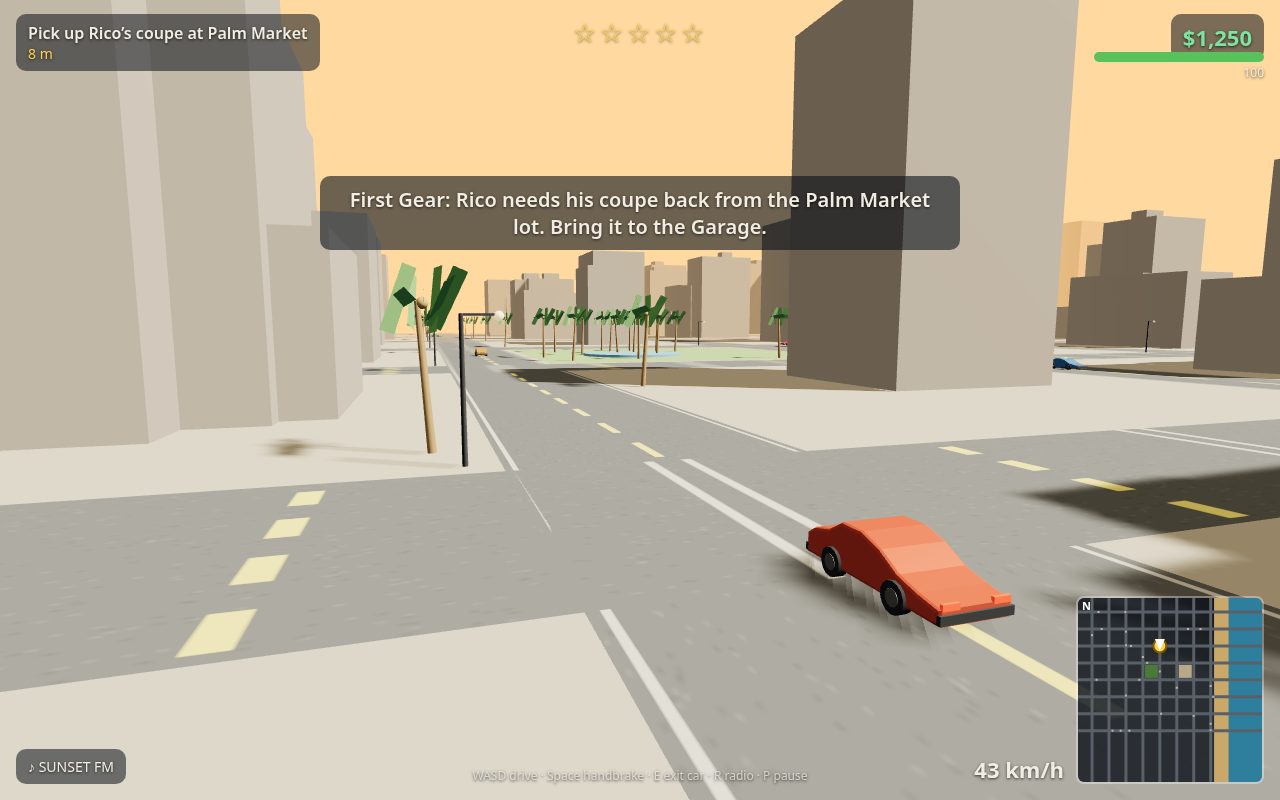 Pick up Rico’s coupe at Palm Market
8 m
$1,250
100
First Gear: Rico needs his coupe back from the Palm Market
lot. Bring it to the Garage.
N
♪ SUNSET FM
WASD drive · Space handbrake · E exit car · R radio · P pause
43 km/h